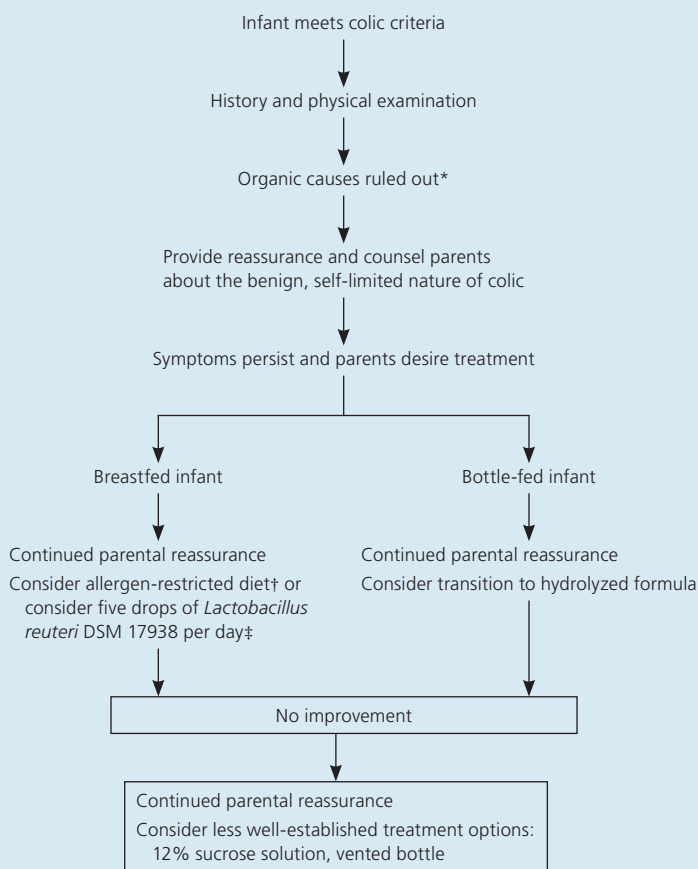 Infant meets colic criteria
History and physical examination
Organic causes ruled out*
Provide reassurance and counsel parents
about the benign, self-limited nature of colic
Symptoms persist and parents desire treatment
Breastfed infant
Continued parental reassurance
Consider allergen-restricted diet† or
consider five drops of Lactobacillus
reuteri DSM 17938 per day‡
Bottle-fed infant
Continued parental reassurance
Consider transition to hydrolyzed formula
No improvement
Continued parental reassurance
Consider less well-established treatment options:
12% sucrose solution, vented bottle